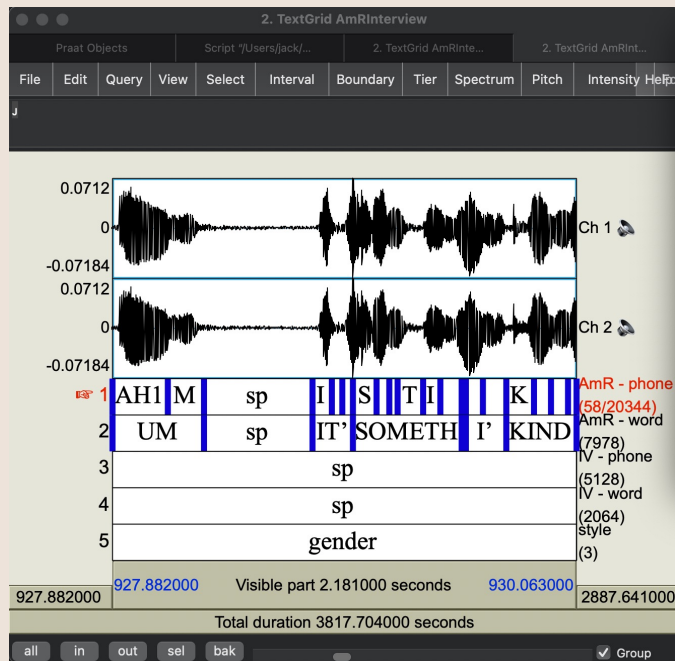 2. TextGrid AmRInterview
Praat Objects Script "/Users/jack/... 2. TextGrid AmRInte... 2. TextGrid AmRInt...
File Edit Query View Select Interval Boundary Tier Spectrum Pitch Intensity Help
J
0.0712
0 Ch 1
-0.07184
0.0712
0 Ch 2
-0.07184
1 AH1 M sp I S T I K AmR - phone
(58/20344)
2 UM sp IT' SOMETH I' KIND AmR - word
(7978)
3 sp IV - phone
(5128)
4 sp IV - word
(2064)
5 gender style
(3)
927.882000 927.882000 Visible part 2.181000 seconds 930.063000 2887.641000
Total duration 3817.704000 seconds
all in out sel bak Group